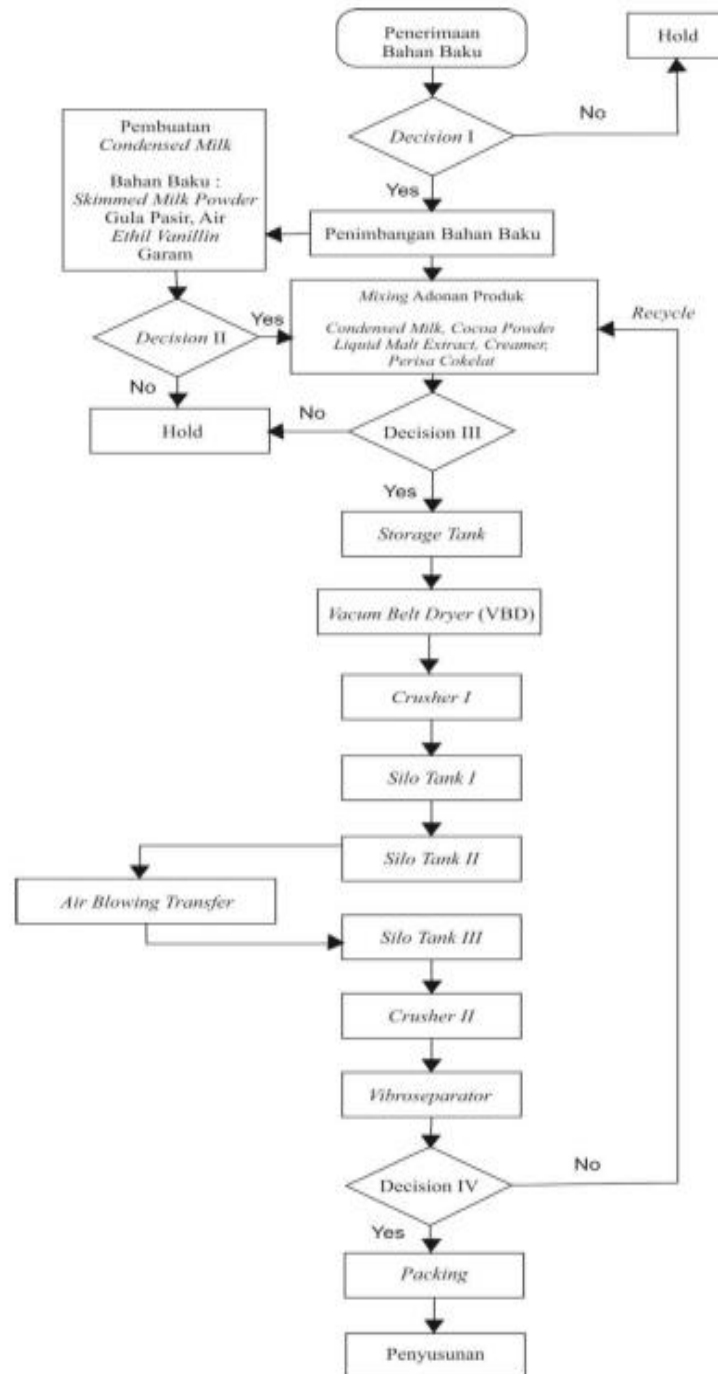 Penerimaan
Bahan Baku
Hold
No
Decision I
Yes
Pembuatan
Condensed Milk
Bahan Baku :
Skimmed Milk Powder
Gula Pasir, Air
Ethil Vanillin
Garam
Penimbangan Bahan Baku
Mixing Adonan Produk
Condensed Milk, Cocoa Powder
Liquid Malt Extract, Creamer,
Perisa Cokelat
Recycle
Decision II
Yes
No
Hold
No
Decision III
Yes
Storage Tank
Vacum Belt Dryer (VBD)
Crusher I
Silo Tank I
Silo Tank II
Air Blowing Transfer
Silo Tank III
Crusher II
Vibroseparator
Decision IV
No
Yes
Packing
Penyusunan